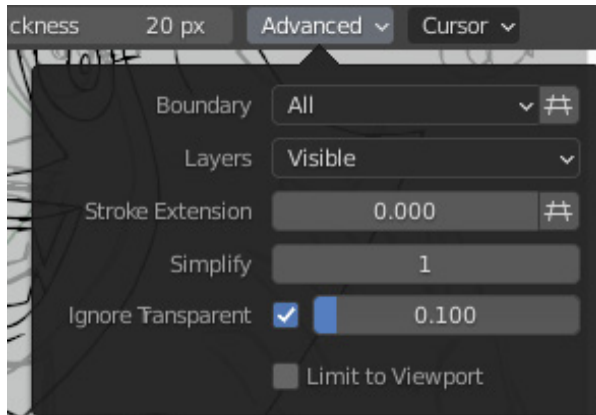 ckness 20 px Advanced Cursor
Boundary All
Layers Visible
Stroke Extension 0.000
Simplify 1
Ignore Transparent 0.100
Limit to Viewport